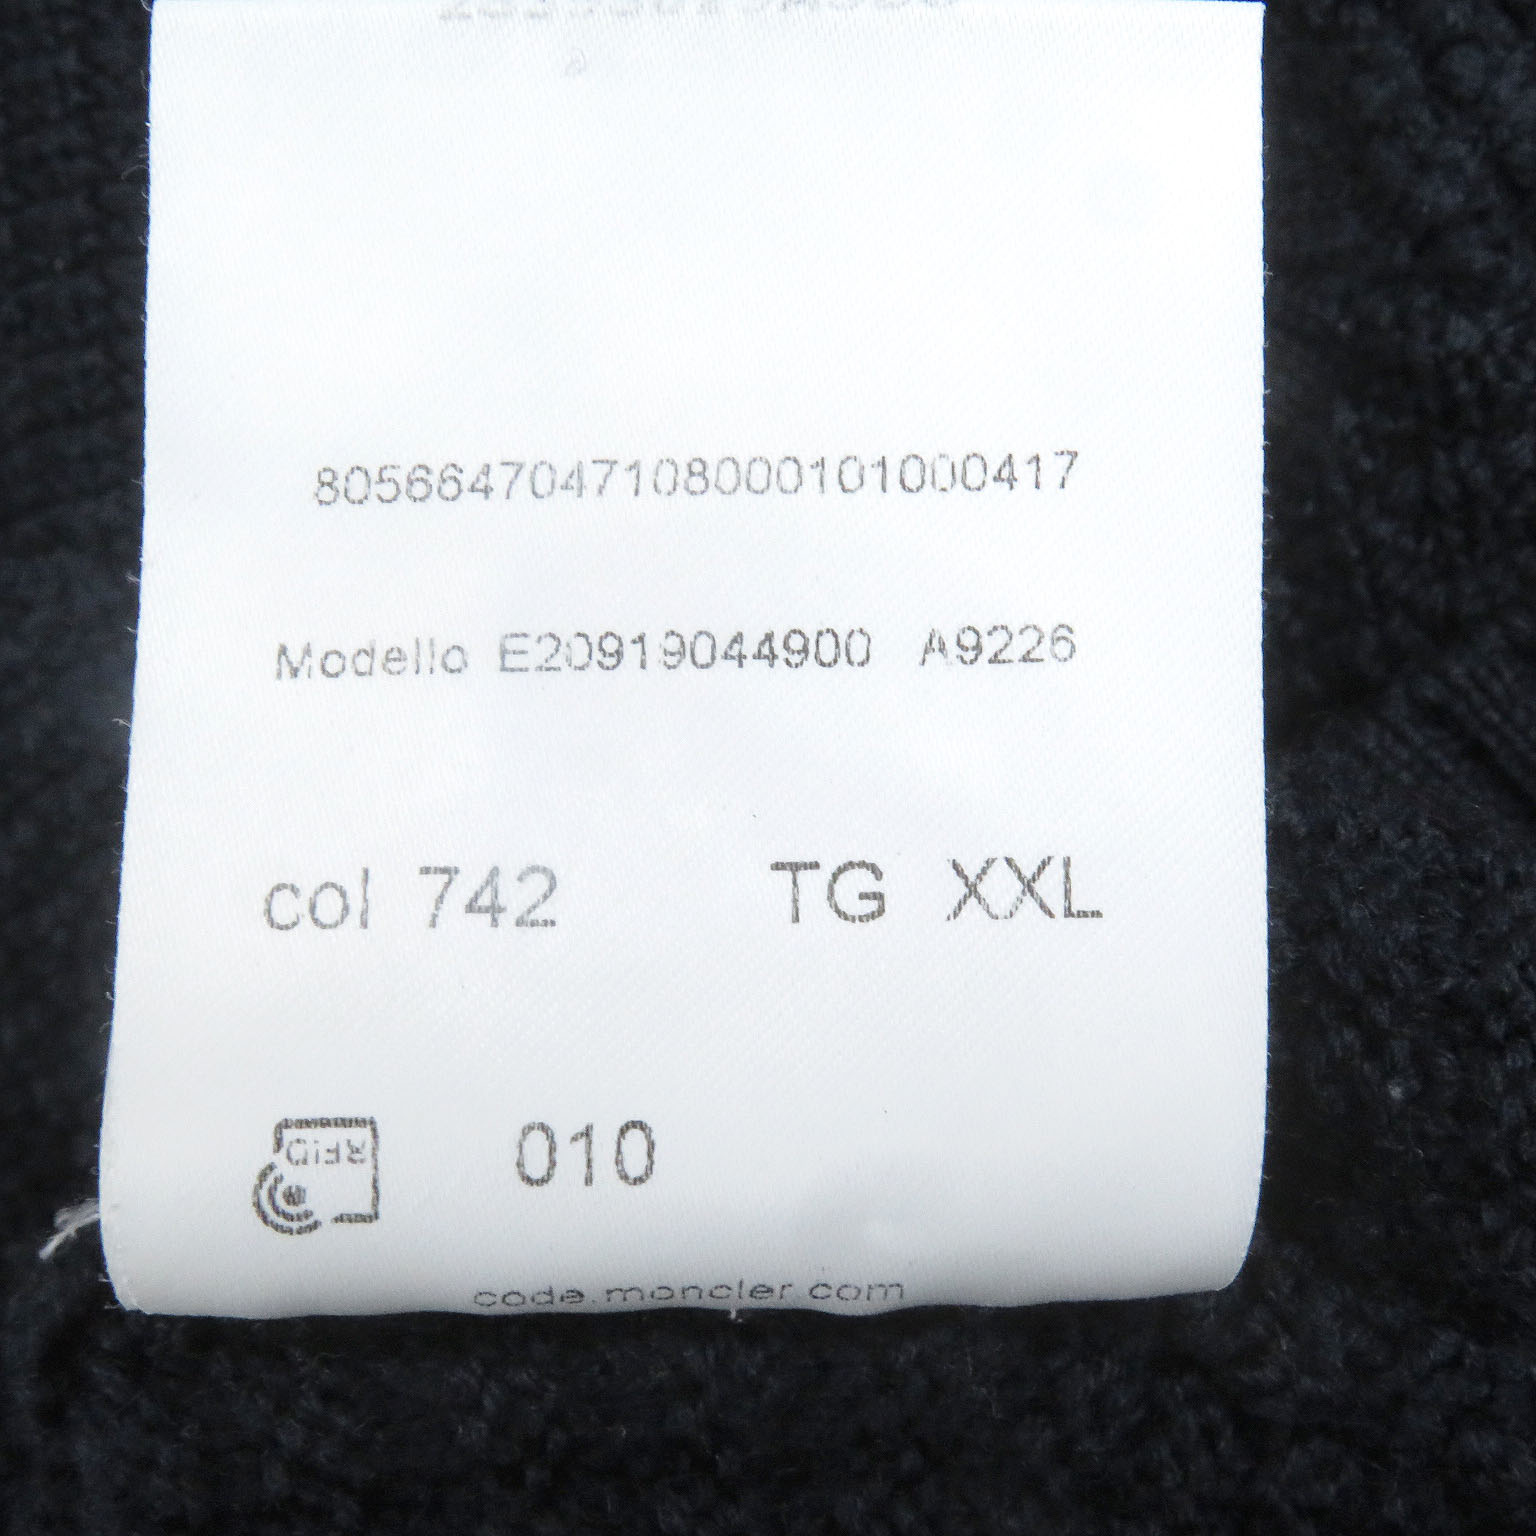 8056647047108000101000417
Modello E20919044900 A9226
col 742 TG XXL
RFiD
010
code.moncler.com